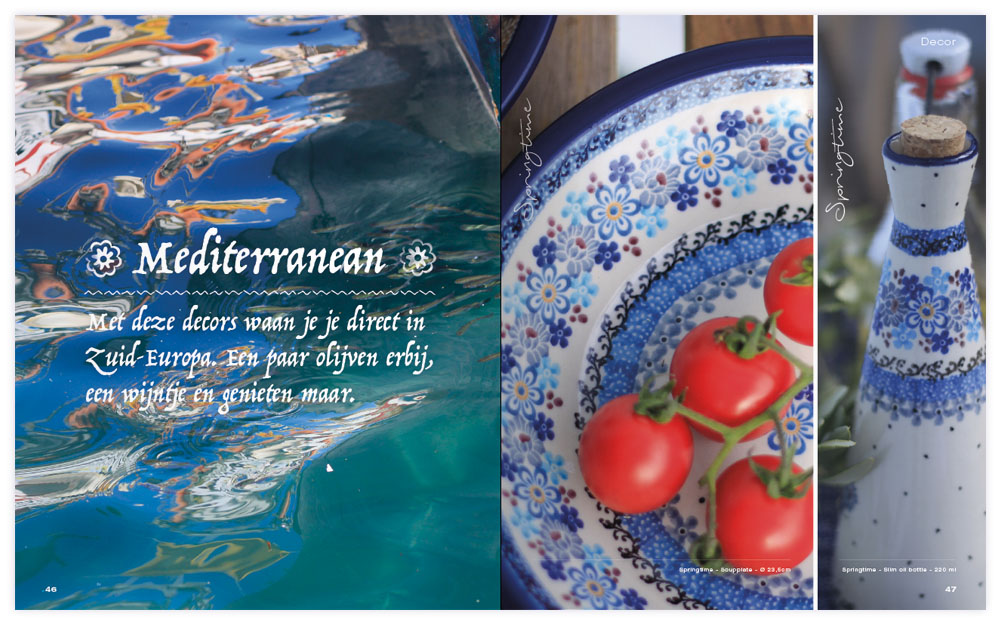 Mediterranean
Met deze decors waan je je direct in
Zuid-Europa. Een paar olijven erbij,
een wijntje en genieten maar.
46
Springtime
Springtime - Soupplate - Ø 23,5cm
Decor
Springtime
Springtime - Slim oil bottle - 220 ml
47